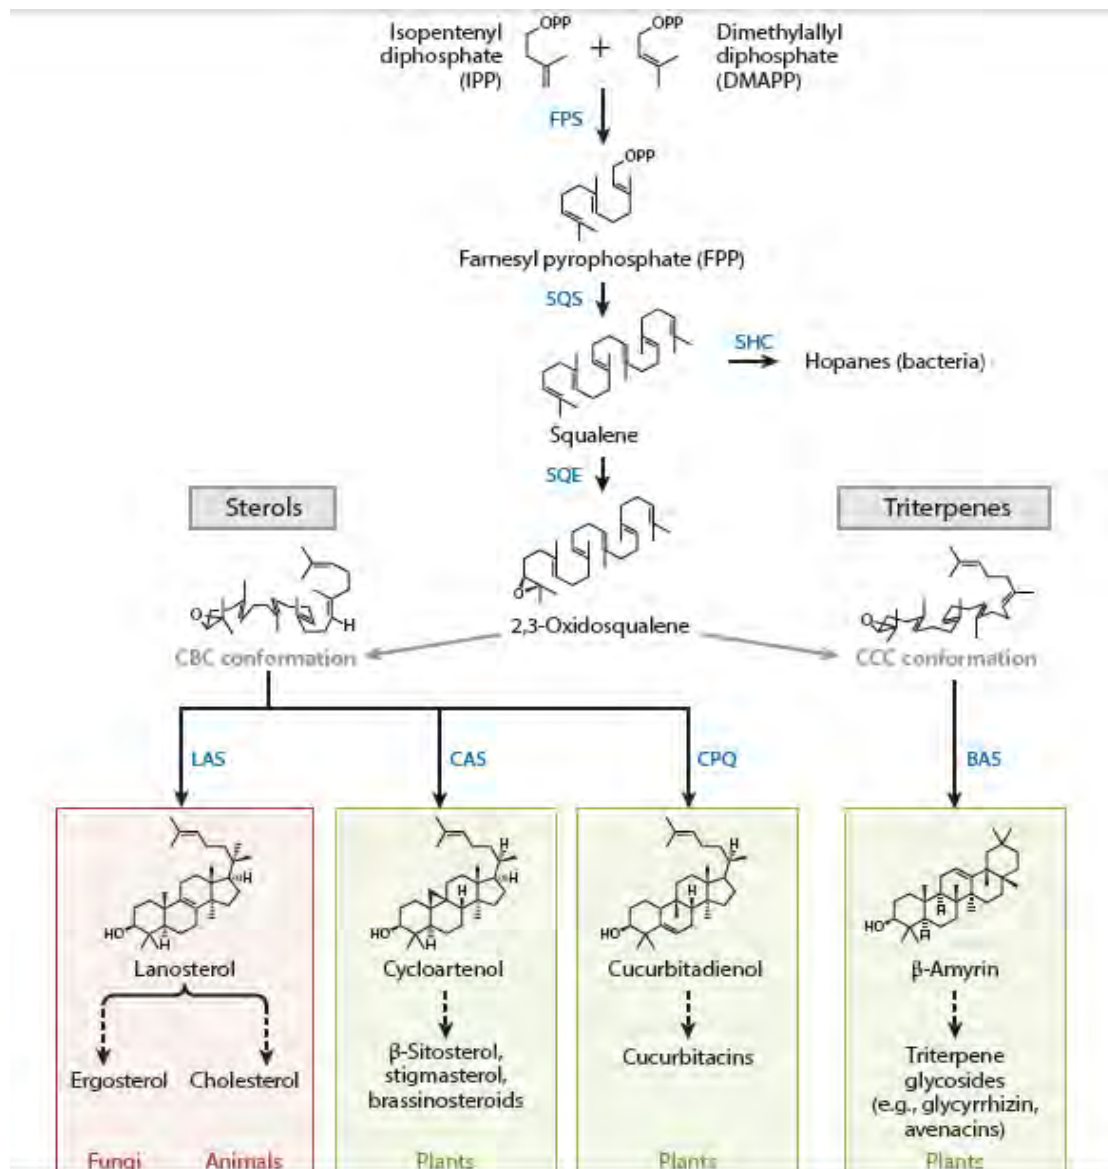 Isopentenyl
diphosphate
(IPP)
OPP
+
OPP
Dimethylallyl
diphosphate
(DMAPP)
FPS
OPP
Farnesyl pyrophosphate (FPP)
SQS
SHC
Hopanes (bacteria)
Squalene
SQE
Sterols
Triterpenes
O
H
O
O
2,3-Oxidosqualene
CBC conformation
CCC conformation
LAS
CAS
CPQ
BAS
H
HO
H
Lanosterol
H
H
H
HO
H
Cycloartenol
H
HO
Cucurbitadienol
H
HO
H
β-Amyrin
Ergosterol
Cholesterol
β-Sitosterol,
stigmasterol,
brassinosteroids
Cucurbitacins
Triterpene
glycosides
(e.g., glycyrrhizin,
avenacins)
Fungi
Animals
Plants
Plants
Plants